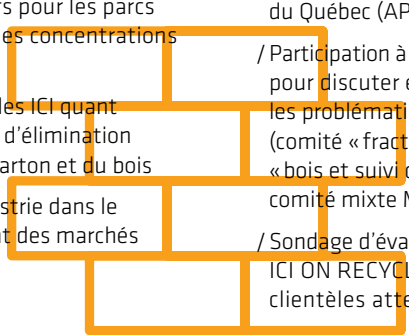 rs pour les parcs
es concentrations
les ICI quant
d'élimination
arton et du bois
strie dans le
nt des marchés
du Québec (AP
/ Participation à
pour discuter e
les problémati
(comité « fract
« bois et suivi
comité mixte M
/ Sondage d'éva
ICI ON RECYCL
clientèles atte